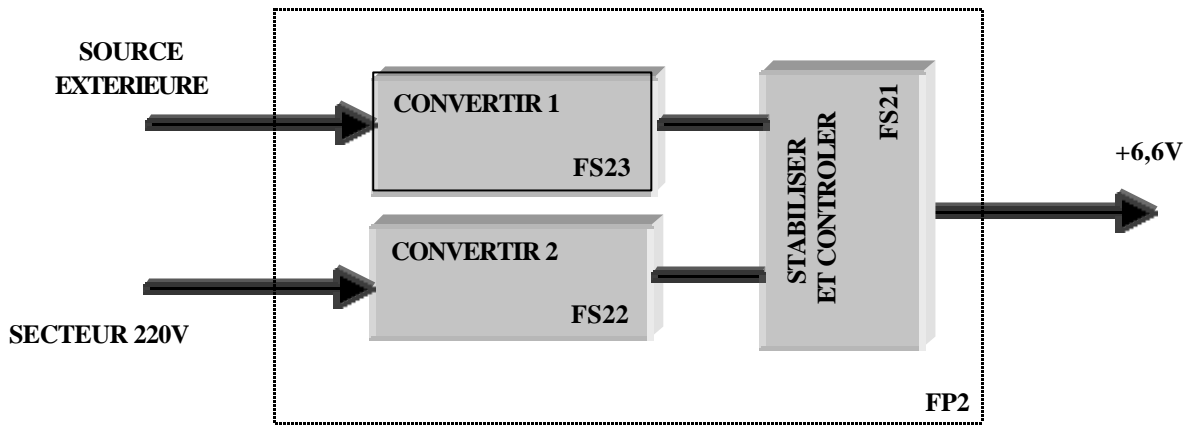 SOURCE
EXTERIEURE
CONVERTIR 1
FS23
SECTEUR 220V
CONVERTIR 2
FS22
STABILISER
ET CONTROLER
FS21
+6,6V
FP2